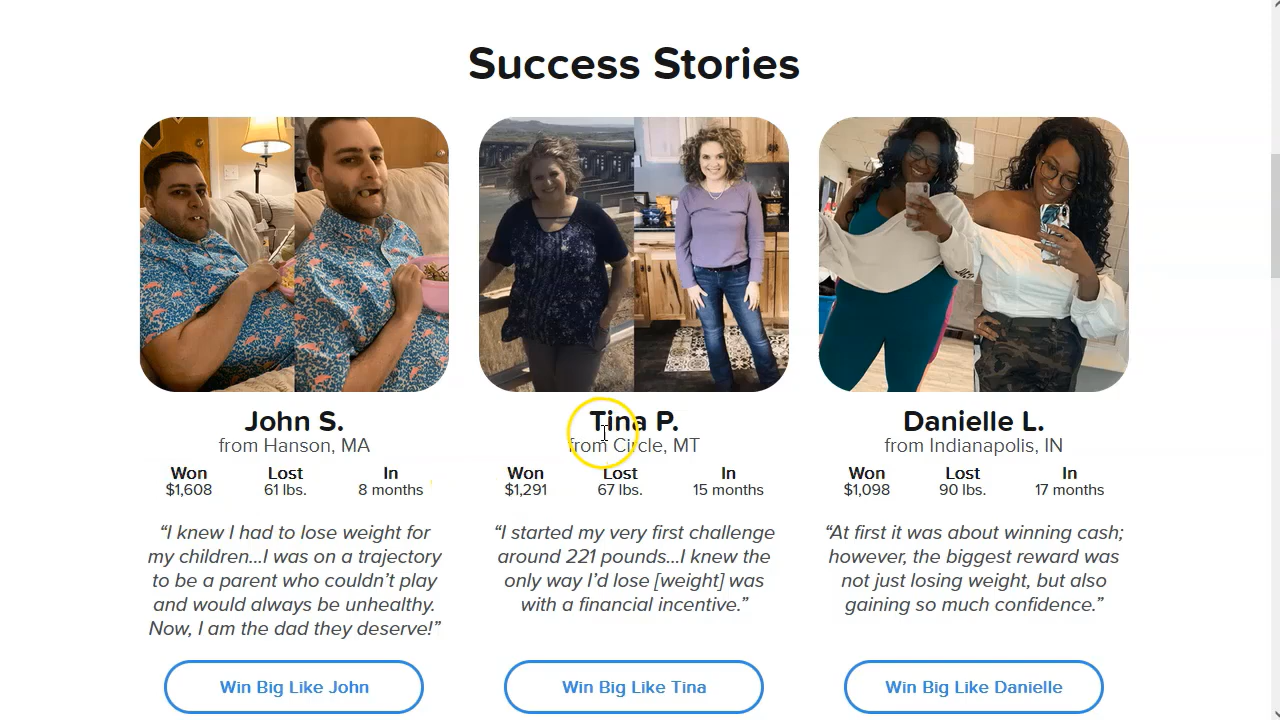 Success Stories
John S.
from Hanson, MA
Won Lost In
$1,608 61 lbs. 8 months
“I knew I had to lose weight for
my children...I was on a trajectory
to be a parent who couldn’t play
and would always be unhealthy.
Now, I am the dad they deserve!”
Win Big Like John
Tina P.
from Circle, MT
Won Lost In
$1,291 67 lbs. 15 months
“I started my very first challenge
around 221 pounds...I knew the
only way I’d lose [weight] was
with a financial incentive.”
Win Big Like Tina
Danielle L.
from Indianapolis, IN
Won Lost In
$1,098 90 lbs. 17 months
“At first it was about winning cash;
however, the biggest reward was
not just losing weight, but also
gaining so much confidence.”
Win Big Like Danielle